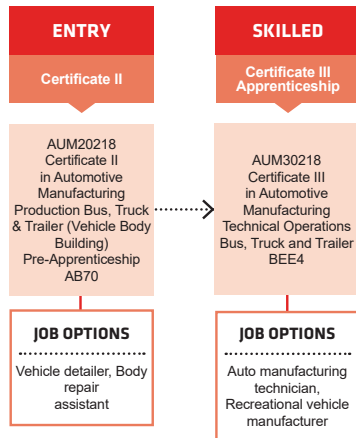 ENTRY
Certificate II
AUM20218
Certificate II
in Automotive
Manufacturing
Production Bus, Truck
& Trailer (Vehicle Body
Building)
Pre-Apprenticeship
AB70
JOB OPTIONS
Vehicle detailer, Body
repair
assistant
SKILLED
Certificate III
Apprenticeship
AUM30218
Certificate III
in Automotive
Manufacturing
Technical Operations
Bus, Truck and Trailer
BEE4
JOB OPTIONS
Auto manufacturing
technician,
Recreational vehicle
manufacturer